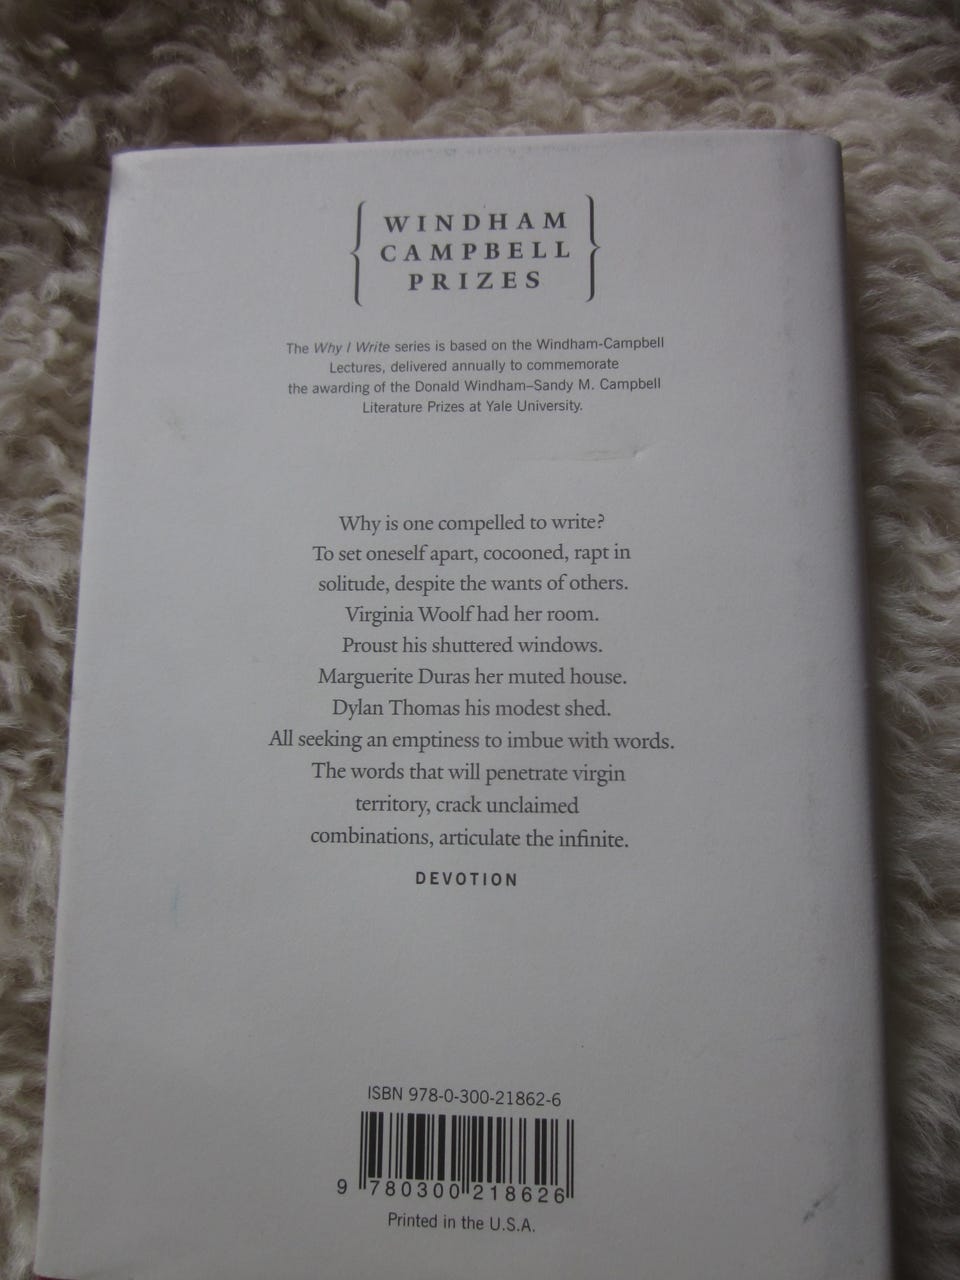 WINDHAM
CAMPBELL
PRIZES
The Why I Write series is based on the Windham-Campbell
Lectures, delivered annually to commemorate
the awarding of the Donald Windham–Sandy M. Campbell
Literature Prizes at Yale University.
Why is one compelled to write?
To set oneself apart, cocooned, rapt in
solitude, despite the wants of others.
Virginia Woolf had her room.
Proust his shuttered windows.
Marguerite Duras her muted house.
Dylan Thomas his modest shed.
All seeking an emptiness to imbue with words.
The words that will penetrate virgin
territory, crack unclaimed
combinations, articulate the infinite.
DEVOTION
ISBN 978-0-300-21862-6
9 780300 218626
Printed in the U.S.A.